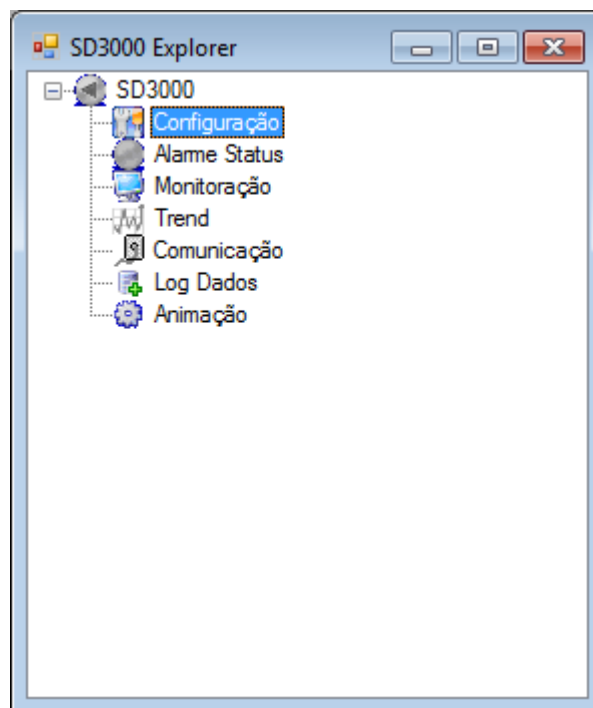 SD3000 Explorer
SD3000
Configuração
Alarme Status
Monitoração
Trend
Comunicação
Log Dados
Animação